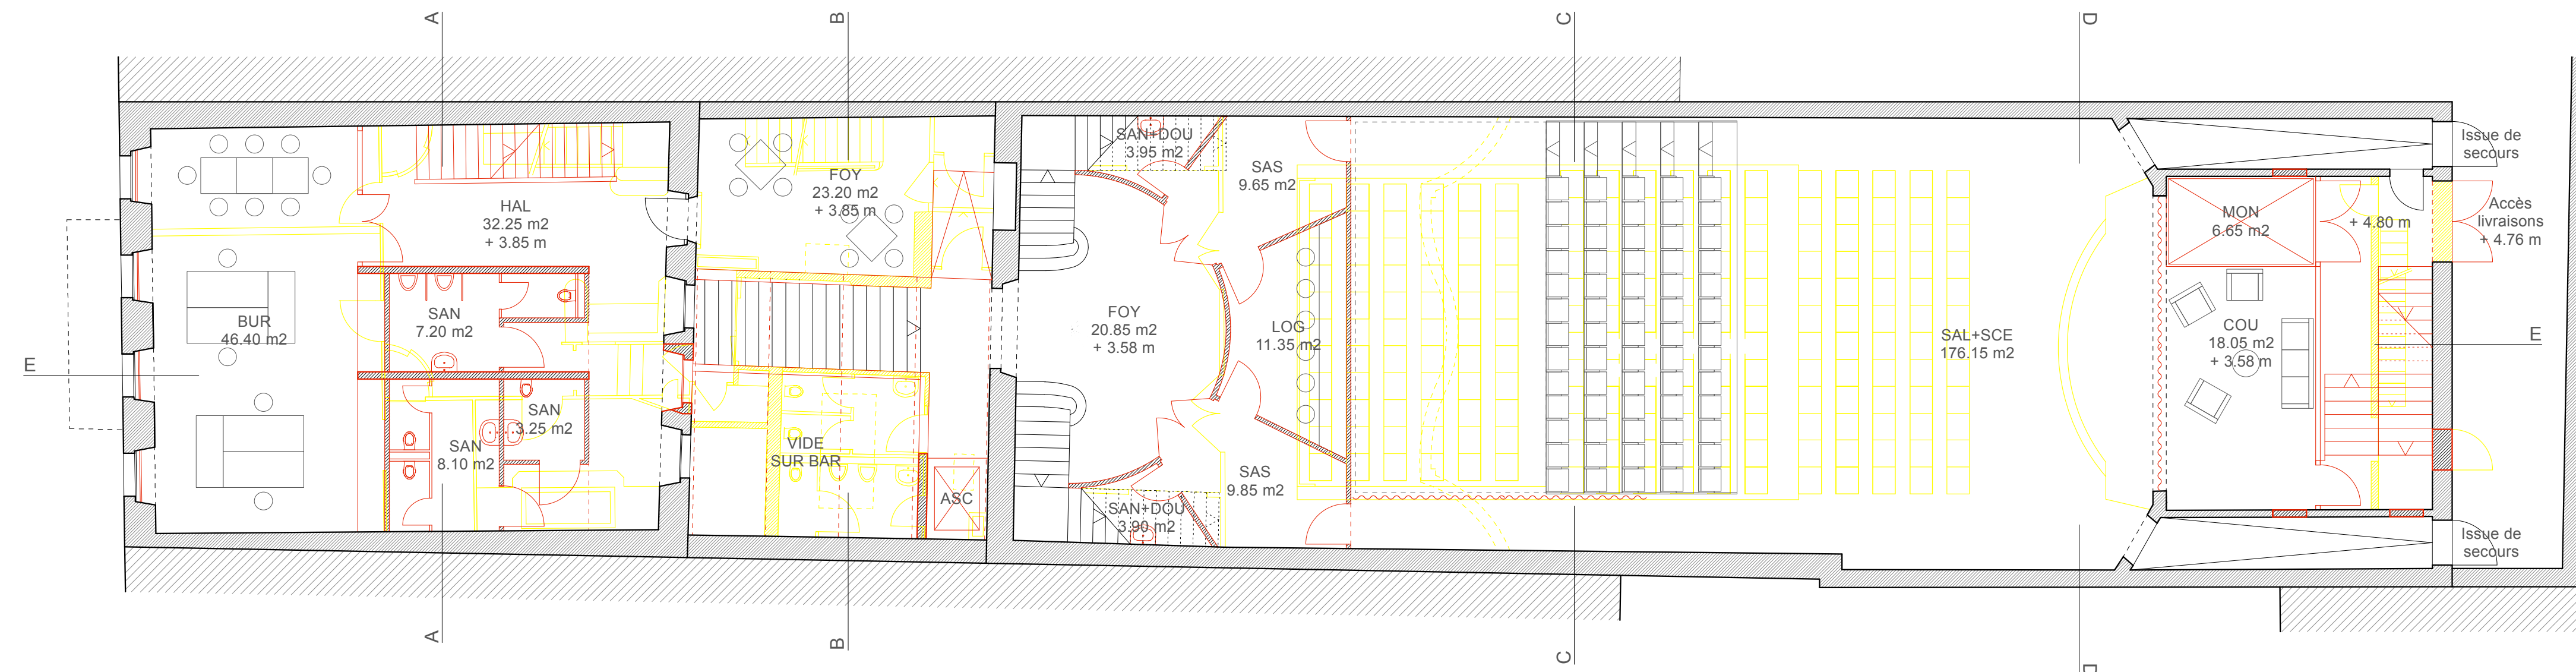 A
B
C
D
SAN+DOU
3.95 m2
Issue de
secours
SAS
9.65 m2
FOY
23.20 m2
+ 3.85 m
HAL
32.25 m2
+ 3.85 m
MON
6.65 m2
+ 4.80 m
Accès
livraisons
+ 4.76 m
BUR
46.40 m2
SAN
7.20 m2
FOY
20.85 m2
+ 3.58 m
LOG
11.35 m2
SAL+SCE
176.15 m2
COU
18.05 m2
+ 3.58 m
E
E
SAN
3.25 m2
SAN
8.10 m2
VIDE
SUR BAR
ASC
SAS
9.85 m2
SAN+DOU
3.90 m2
Issue de
secours
A
B
C
D